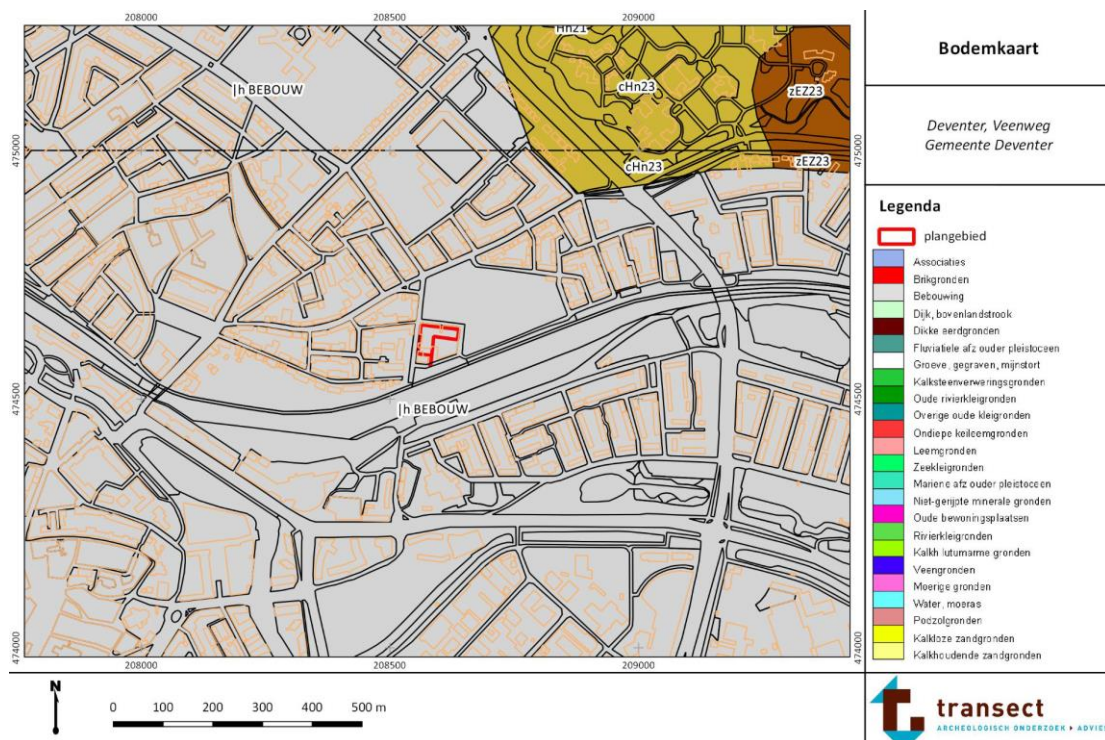 208000
208500
209000
Hn21
|h BEBOUW
cHn23
zEZ23
475000
475000
cHn23
zEZ23
474500
474500
|h BEBOUW
474000
474000
208000
208500
209000
N
0 100 200 300 400 500 m
Bodemkaart
Deventer, Veenweg
Gemeente Deventer
Legenda
plangebied
Associaties
Brikgronden
Bebouwing
Dijk, bovenlandstrook
Dikke eerdgronden
Fluviatiele afz ouder pleistoceen
Groeve, gegraven, mijnstort
Kalksteenverweringsgronden
Oude rivierkleigronden
Overige oude kleigronden
Ondiepe keileemgronden
Leemgronden
Zeekleigronden
Mariene afz ouder pleistoceen
Niet-gerijpte minerale gronden
Oude bewoningsplaatsen
Rivierkleigronden
Kalkh lutumarme gronden
Veengronden
Moerige gronden
Water, moeras
Podzolgronden
Kalkloze zandgronden
Kalkhoudende zandgronden
transect
ARCHEOLOGISCH ONDERZOEK ▸ ADVIES